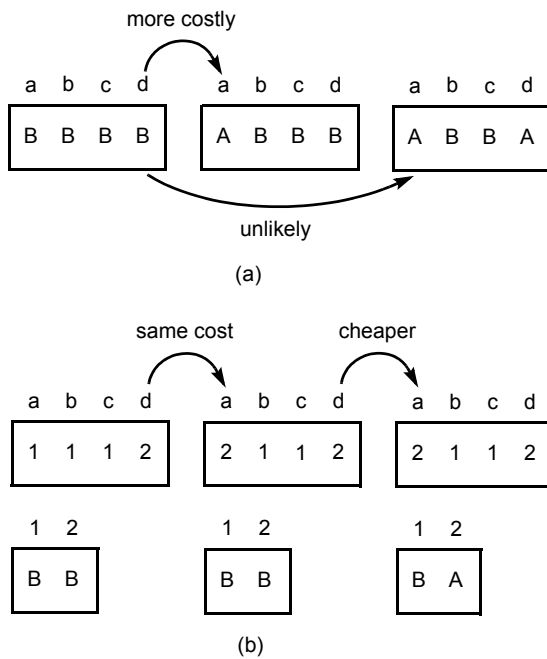 more costly
a b c d a b c d a b c d
B B B B A B B B A B B A
unlikely
(a)
same cost cheaper
a b c d a b c d a b c d
1 1 1 2 2 1 1 2 2 1 1 2
1 2 1 2 1 2
B B B B B A
(b)